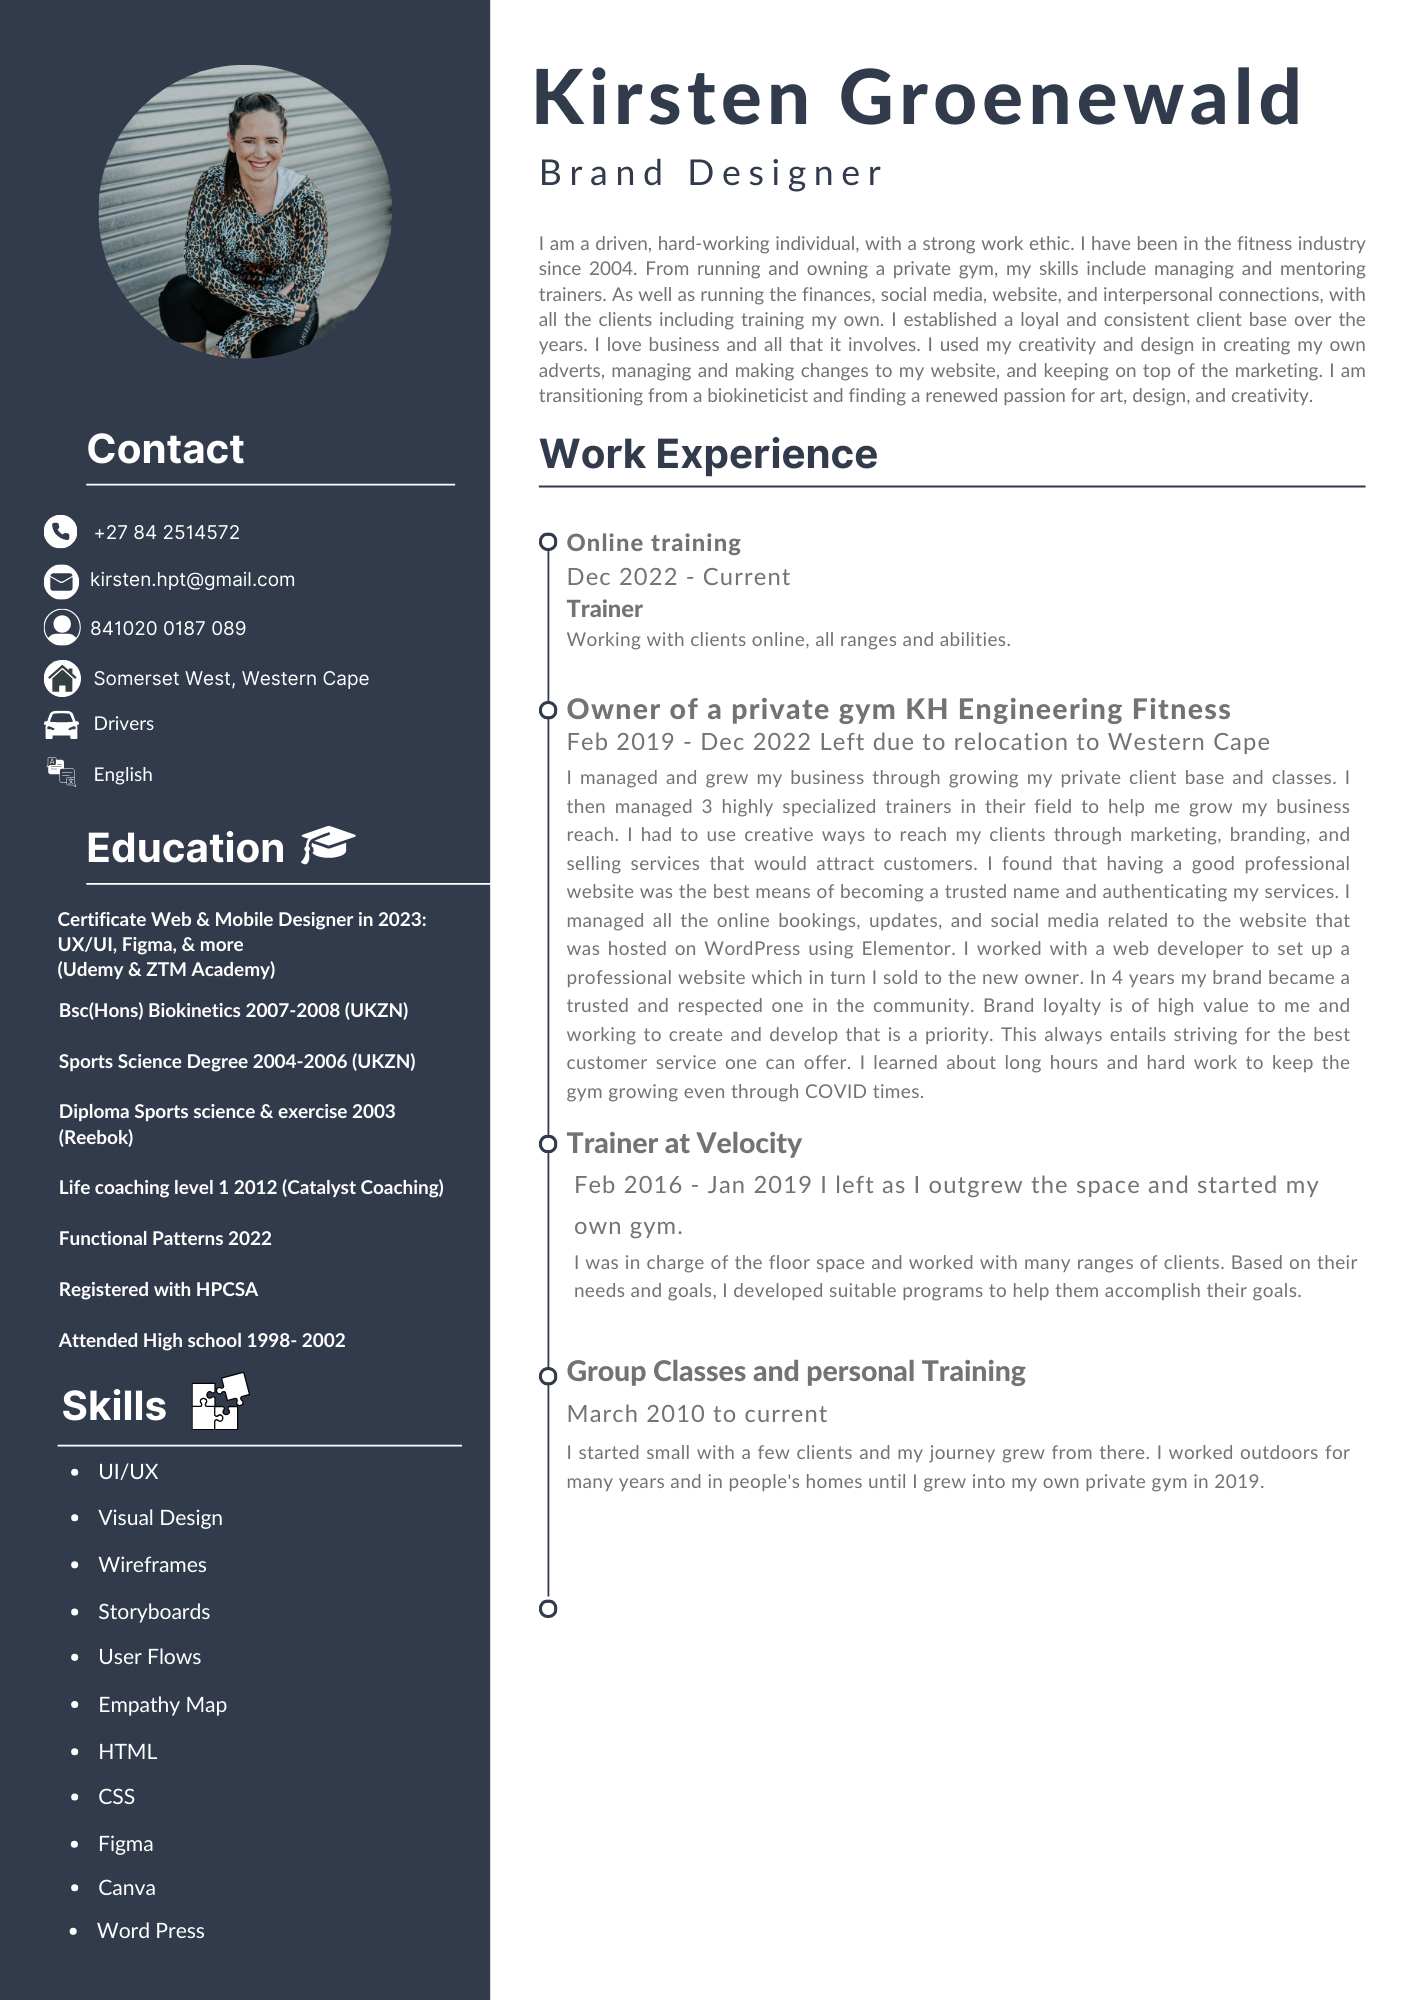 Kirsten Groenewald
Brand Designer
I am a driven, hard-working individual, with a strong work ethic. I have been in the fitness industry
since 2004. From running and owning a private gym, my skills include managing and mentoring
trainers. As well as running the finances, social media, website, and interpersonal connections, with
all the clients including training my own. I established a loyal and consistent client base over the
years. I love business and all that it involves. I used my creativity and design in creating my own
adverts, managing and making changes to my website, and keeping on top of the marketing. I am
transitioning from a biokineticist and finding a renewed passion for art, design, and creativity.
Contact
+27 84 2514572
kirsten.hpt@gmail.com
841020 0187 089
Somerset West, Western Cape
Drivers
English
Education
Certificate Web & Mobile Designer in 2023:
UX/UI, Figma, & more
(Udemy & ZTM Academy)
Bsc(Hons) Biokinetics 2007-2008 (UKZN)
Sports Science Degree 2004-2006 (UKZN)
Diploma Sports science & exercise 2003
(Reebok)
Life coaching level 1 2012 (Catalyst Coaching)
Functional Patterns 2022
Registered with HPCSA
Attended High school 1998- 2002
Skills
• UI/UX
• Visual Design
• Wireframes
• Storyboards
• User Flows
• Empathy Map
• HTML
• CSS
• Figma
• Canva
• Word Press
Work Experience
Online training
Dec 2022 - Current
Trainer
Working with clients online, all ranges and abilities.
Owner of a private gym KH Engineering Fitness
Feb 2019 - Dec 2022 Left due to relocation to Western Cape
I managed and grew my business through growing my private client base and classes. I
then managed 3 highly specialized trainers in their field to help me grow my business
reach. I had to use creative ways to reach my clients through marketing, branding, and
selling services that would attract customers. I found that having a good professional
website was the best means of becoming a trusted name and authenticating my services. I
managed all the online bookings, updates, and social media related to the website that
was hosted on WordPress using Elementor. I worked with a web developer to set up a
professional website which in turn I sold to the new owner. In 4 years my brand became a
trusted and respected one in the community. Brand loyalty is of high value to me and
working to create and develop that is a priority. This always entails striving for the best
customer service one can offer. I learned about long hours and hard work to keep the
gym growing even through COVID times.
Trainer at Velocity
Feb 2016 - Jan 2019 I left as I outgrew the space and started my
own gym.
I was in charge of the floor space and worked with many ranges of clients. Based on their
needs and goals, I developed suitable programs to help them accomplish their goals.
Group Classes and personal Training
March 2010 to current
I started small with a few clients and my journey grew from there. I worked outdoors for
many years and in people's homes until I grew into my own private gym in 2019.